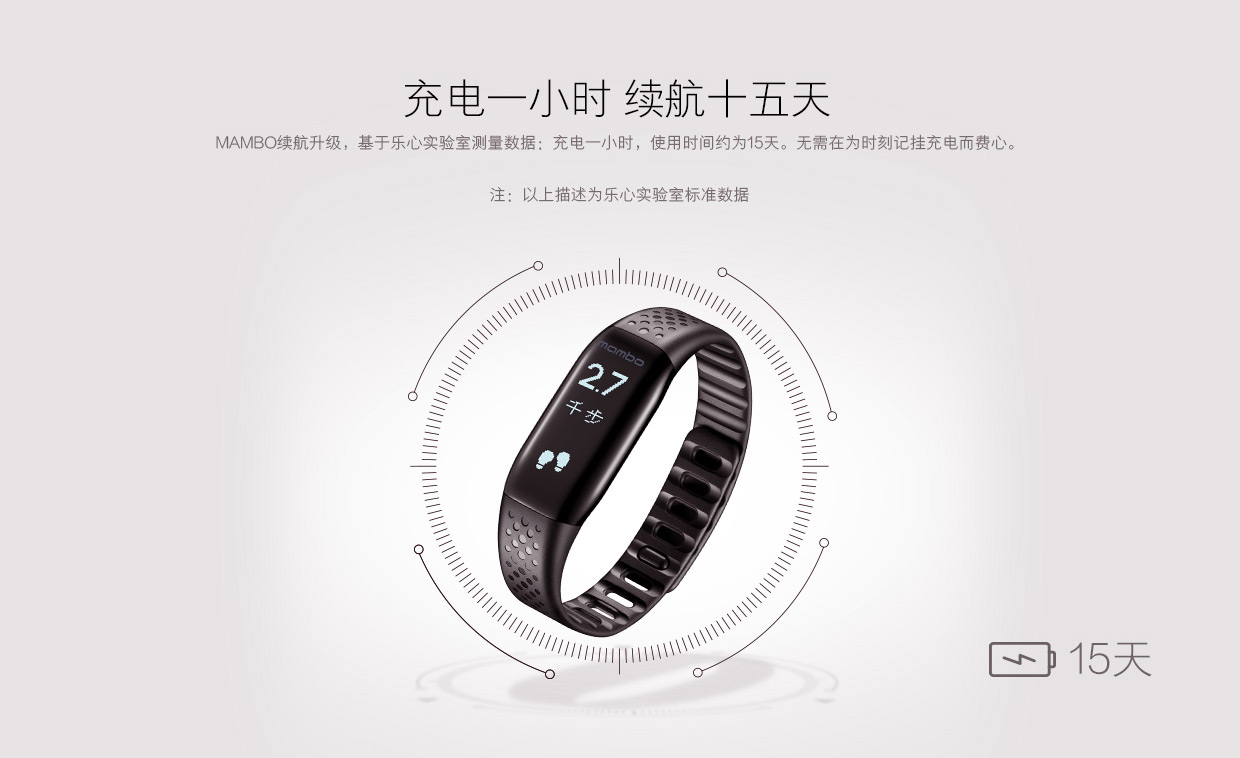 充电一小时 续航十五天
MAMBO续航升级，基于乐心实验室测量数据：充电一小时，使用时间约为15天。无需在为时刻记挂充电而费心。
注：以上描述为乐心实验室标准数据
mambo
2.7
千步
15天